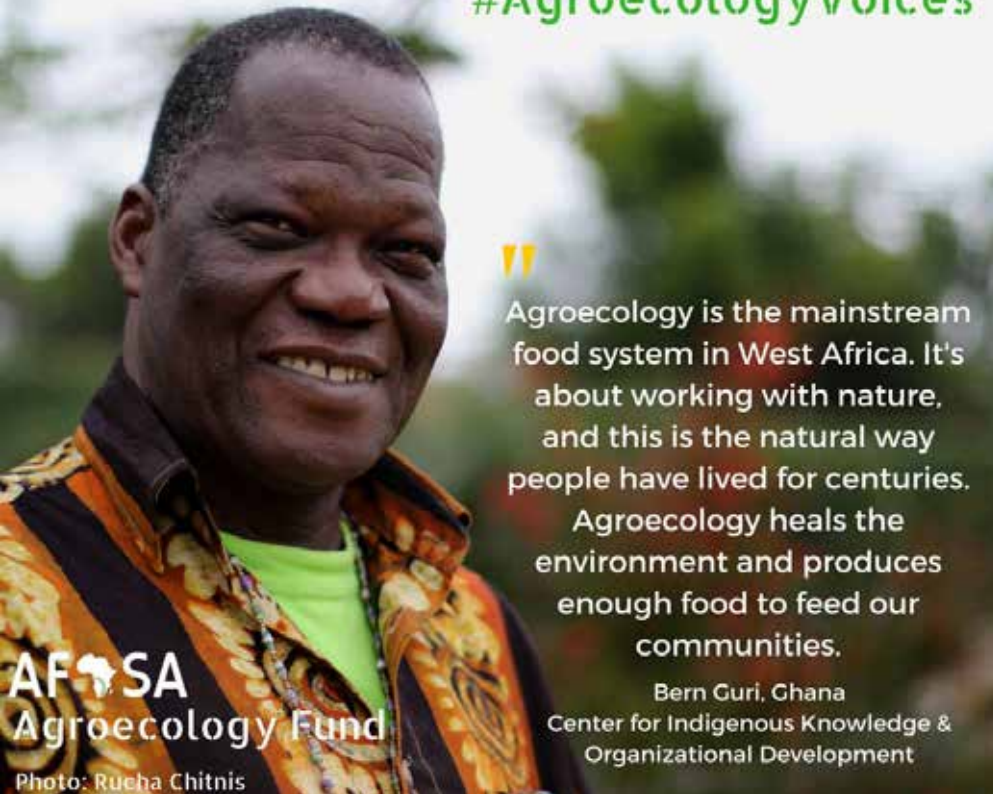 #AgroecologyVoices
"
Agroecology is the mainstream
food system in West Africa. It's
about working with nature,
and this is the natural way
people have lived for centuries.
Agroecology heals the
environment and produces
enough food to feed our
communities.
Bern Guri, Ghana
Center for Indigenous Knowledge &
Organizational Development
AFSA
Agroecology Fund
Photo: Rucha Chitnis